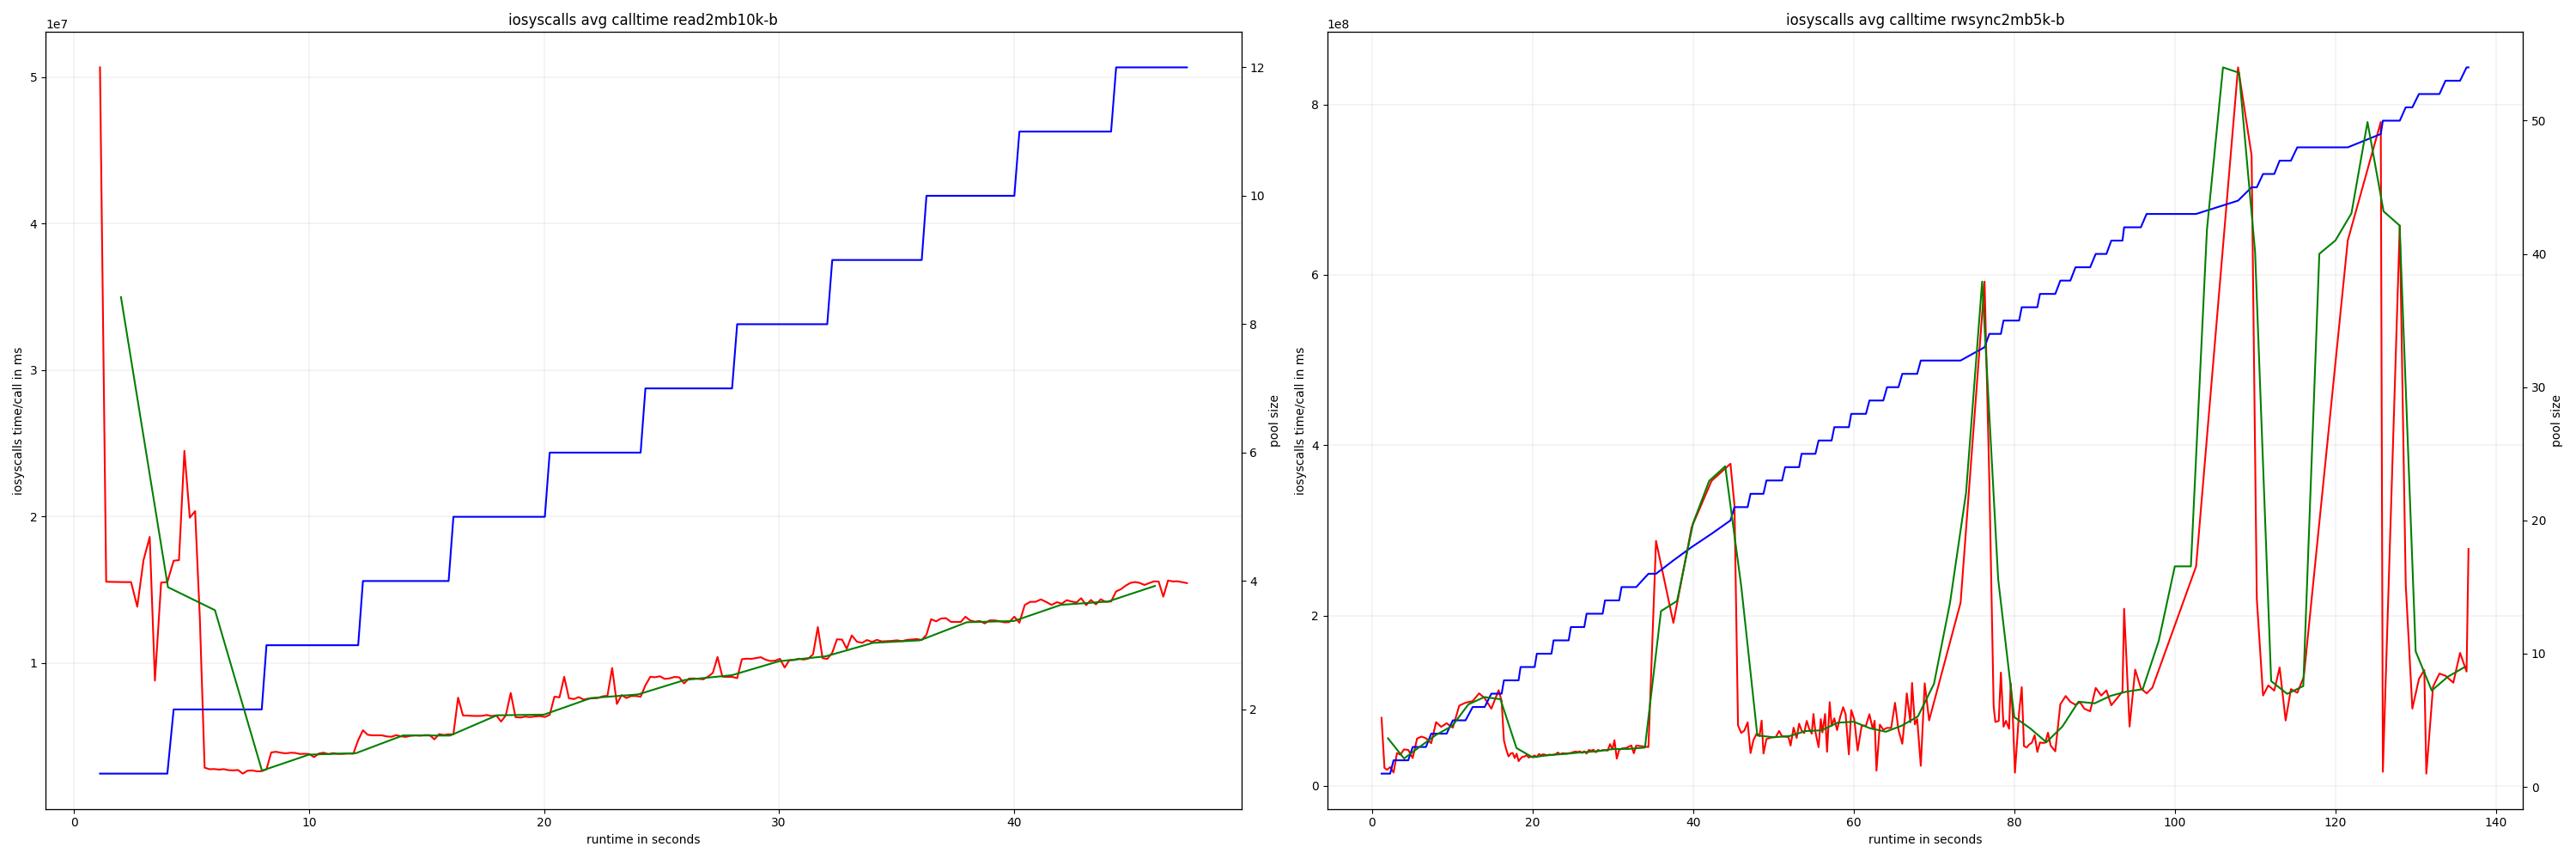 iosyscalls avg calltime read2mb10k-b
1e7
5
4
3
2
1
iosyscalls time/call in ms
12
10
8
6
4
2
pool size
0 10 20 30 40
runtime in seconds
iosyscalls avg calltime rwsync2mb5k-b
1e8
8
6
4
2
0
iosyscalls time/call in ms
50
40
30
20
10
0
pool size
0 20 40 60 80 100 120 140
runtime in seconds